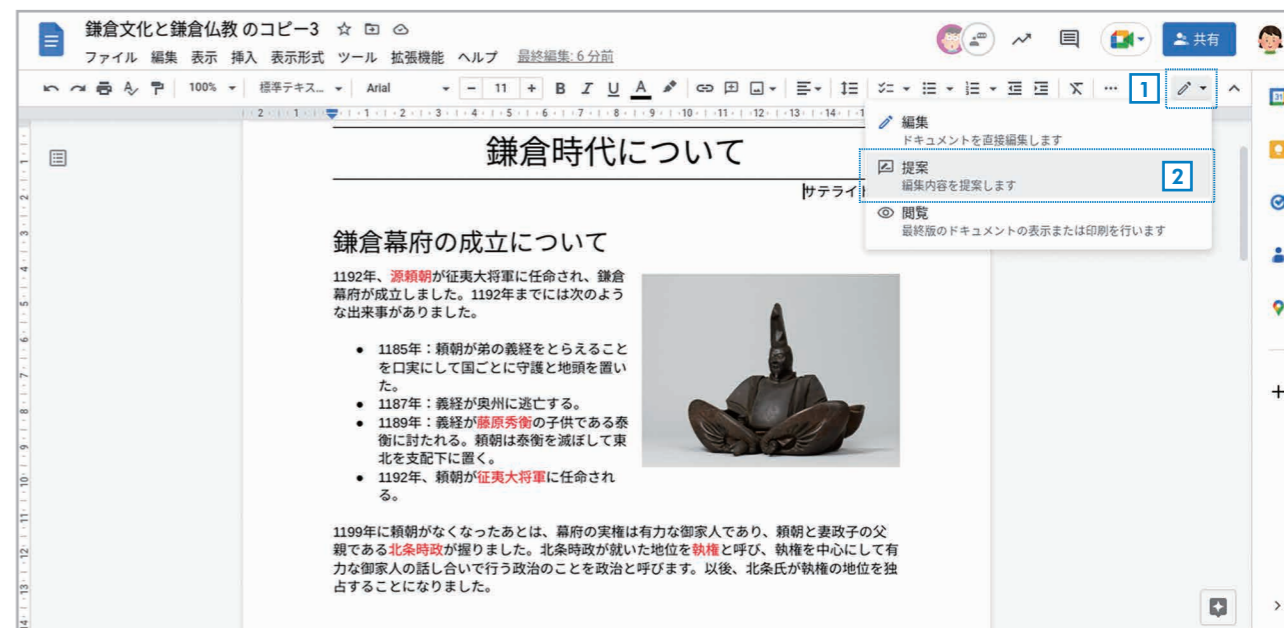 鎌倉文化と鎌倉仏教 のコピー3
ファイル 編集 表示 挿入 表示形式 ツール 拡張機能 ヘルプ 最終編集: 6 分前
共有
100% 標準テキス... Arial - 11 + B I U A
1
31
2 1 1 2 3 4 5 6 7 8 9 10 11 12 13 14
編集
ドキュメントを直接編集します
提案
編集内容を提案します
2
閲覧
最終版のドキュメントの表示または印刷を行います
鎌倉時代について
サテライト
鎌倉幕府の成立について
1192年、源頼朝が征夷大将軍に任命され、鎌倉
幕府が成立しました。1192年までには次のよう
な出来事がありました。
● 1185年：頼朝が弟の義経をとらえること
を口実にして国ごとに守護と地頭を置い
た。
● 1187年：義経が奥州に逃亡する。
● 1189年：義経が藤原秀衡の子供である泰
衡に討たれる。頼朝は泰衡を滅ぼして東
北を支配下に置く。
● 1192年、頼朝が征夷大将軍に任命され
る。
1199年に頼朝がなくなったあとは、幕府の実権は有力な御家人であり、頼朝と妻政子の父
親である北条時政が握りました。北条時政が就いた地位を執権と呼び、執権を中心にして有
力な御家人の話し合いで行う政治のことを政治と呼びます。以後、北条氏が執権の地位を独
占することになりました。